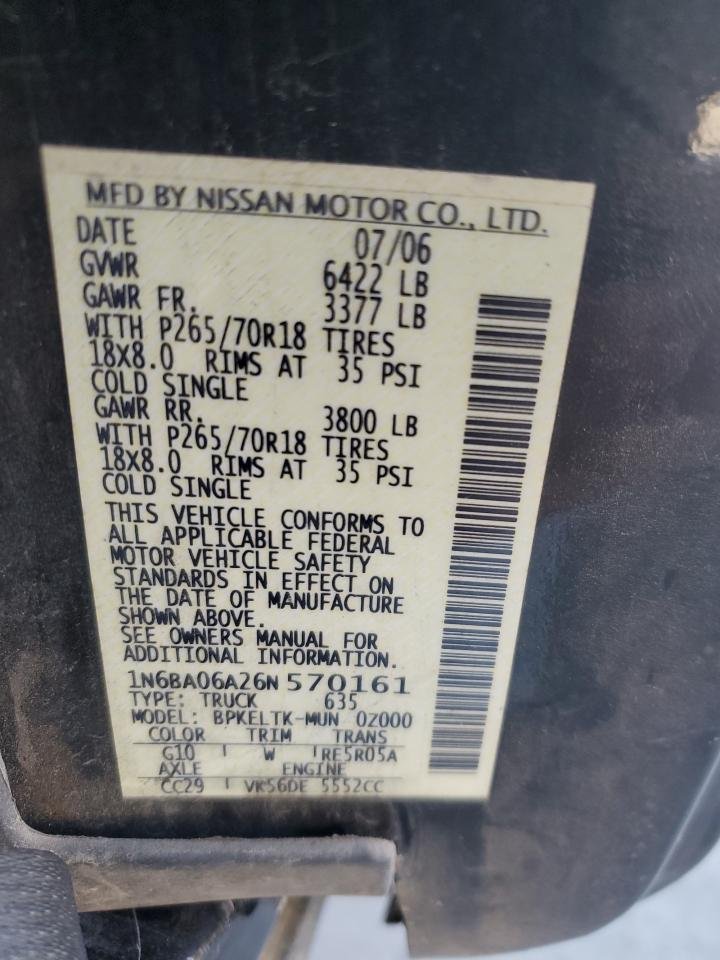 MFD BY NISSAN MOTOR CO., LTD.
DATE 07/06
GVWR 6422 LB
GAWR FR. 3377 LB
WITH P265/70R18 TIRES
18X8.0 RIMS AT 35 PSI
COLD SINGLE
GAWR RR. 3800 LB
WITH P265/70R18 TIRES
18X8.0 RIMS AT 35 PSI
COLD SINGLE
THIS VEHICLE CONFORMS TO
ALL APPLICABLE FEDERAL
MOTOR VEHICLE SAFETY
STANDARDS IN EFFECT ON
THE DATE OF MANUFACTURE
SHOWN ABOVE.
SEE OWNERS MANUAL FOR
ADDITIONAL INFORMATION.
1N6BA06A26N570161
TYPE: TRUCK 635
MODEL: BPKELTK-MUN 0Z000
COLOR TRIM TRANS
G10 W RE5R05A
AXLE ENGINE
CC29 VK56DE 5552CC